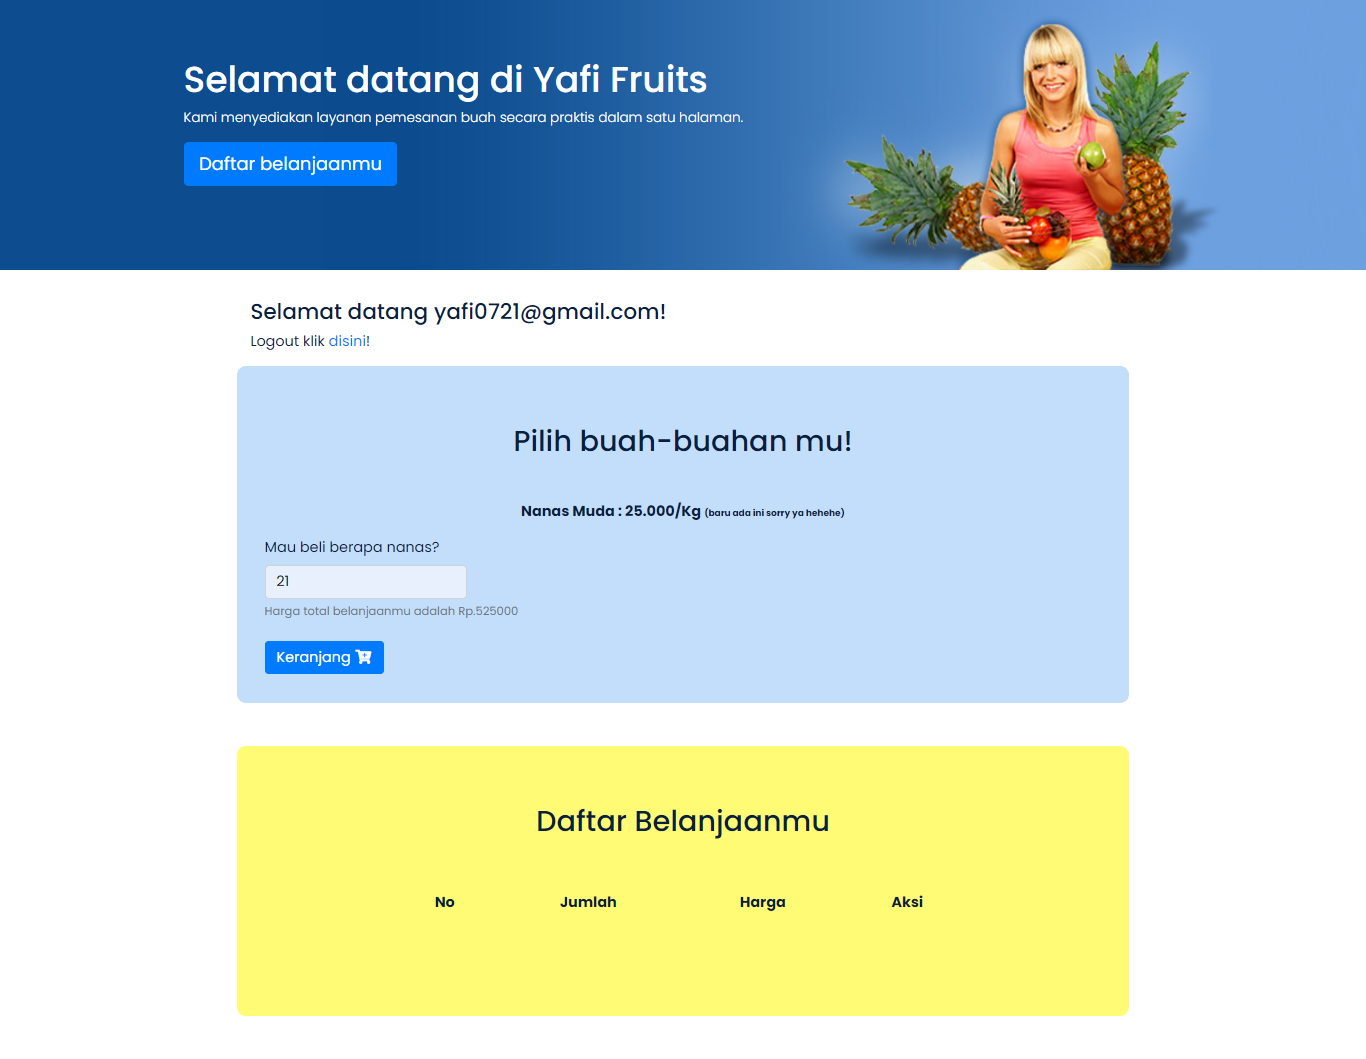 Selamat datang di Yafi Fruits
Kami menyediakan layanan pemesanan buah secara praktis dalam satu halaman.
Daftar belanjaanmu
Selamat datang yafi0721@gmail.com!
Logout klik disini!
Pilih buah-buahan mu!
Nanas Muda : 25.000/Kg (baru ada ini sorry ya hehehe)
Mau beli berapa nanas?
21
Harga total belanjaanmu adalah Rp.525000
Keranjang
Daftar Belanjaanmu
No Jumlah Harga Aksi